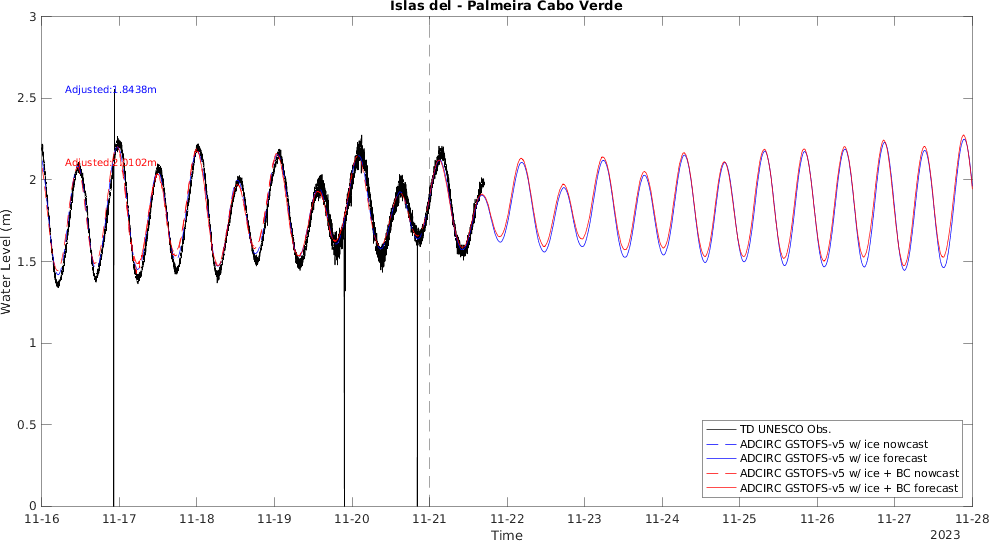 Islas del - Palmeira Cabo Verde
3
2.5
2
1.5
1
0.5
0
Water Level (m)
Adjusted:1.8438m
Adjusted:2.0102m
TD UNESCO Obs.
ADCIRC GSTOFS-v5 w/ ice nowcast
ADCIRC GSTOFS-v5 w/ ice forecast
ADCIRC GSTOFS-v5 w/ ice + BC nowcast
ADCIRC GSTOFS-v5 w/ ice + BC forecast
11-16 11-17 11-18 11-19 11-20 11-21 11-22 11-23 11-24 11-25 11-26 11-27 11-28
Time
2023